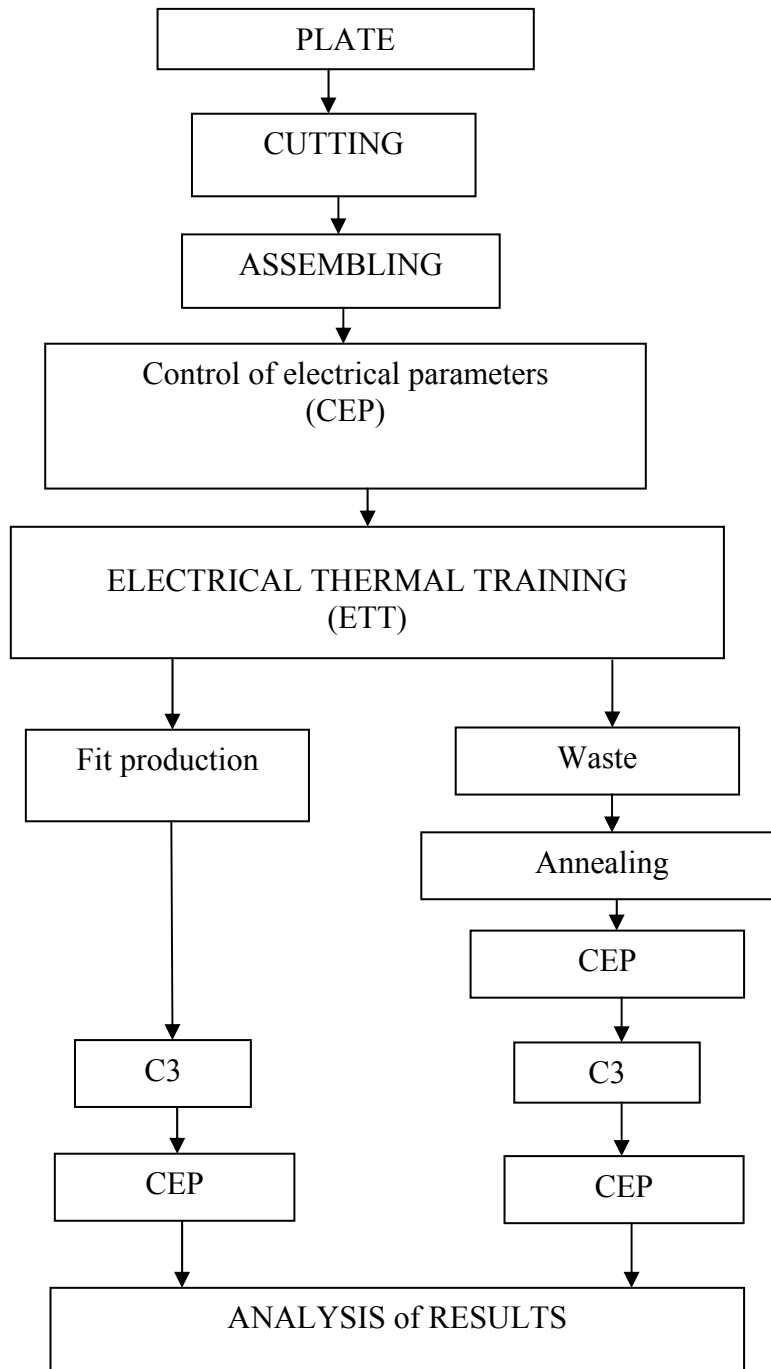 PLATE
CUTTING
ASSEMBLING
Control of electrical parameters
(CEP)
ELECTRICAL THERMAL TRAINING
(ETT)
Fit production
Waste
Annealing
CEP
C3
C3
CEP
CEP
ANALYSIS of RESULTS